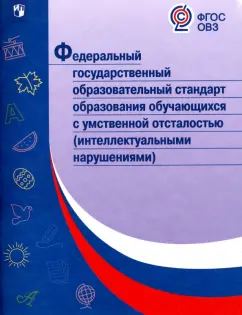 ФГОС
ОВЗ
Федеральный
государственный
образовательный стандарт
образования обучающихся
с умственной отсталостью
(интеллектуальными
нарушениями)